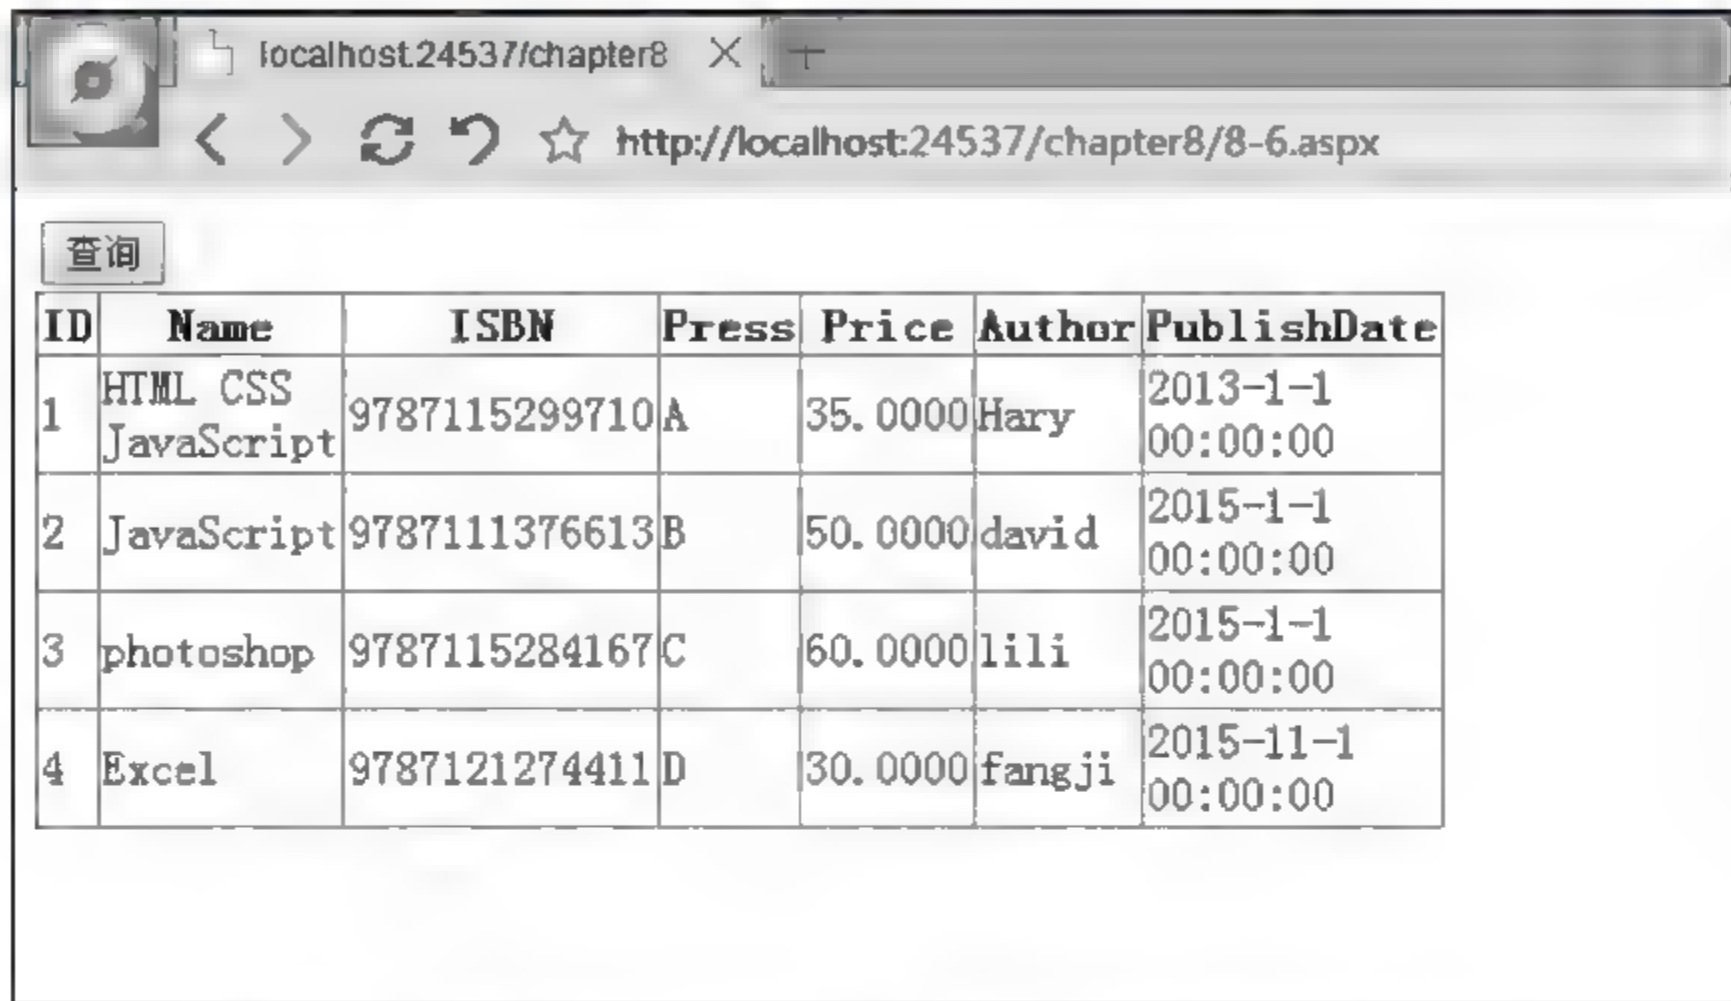 localhost:24537/chapter8
http://localhost:24537/chapter8/8-6.aspx
查询
ID Name ISBN Press Price Author PublishDate
1 HTML CSS JavaScript 9787115299710 A 35.0000 Hary 2013-1-1 00:00:00
2 JavaScript 9787111376613 B 50.0000 david 2015-1-1 00:00:00
3 photoshop 9787115284167 C 60.0000 lili 2015-1-1 00:00:00
4 Excel 9787121274411 D 30.0000 fangji 2015-11-1 00:00:00